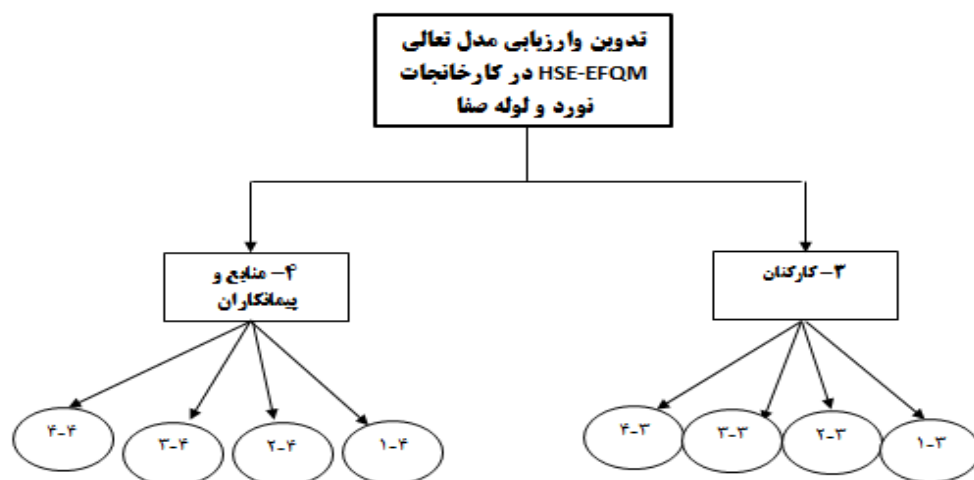 تدوین وارزیابی مدل تعالی
HSE-EFQM در کارخانجات
نورد و لوله صفا
۳- کارکنان
۴- منابع و
پیمانکاران
۱-۳
۲-۳
۳-۳
۴-۳
۱-۴
۲-۴
۳-۴
۴-۴